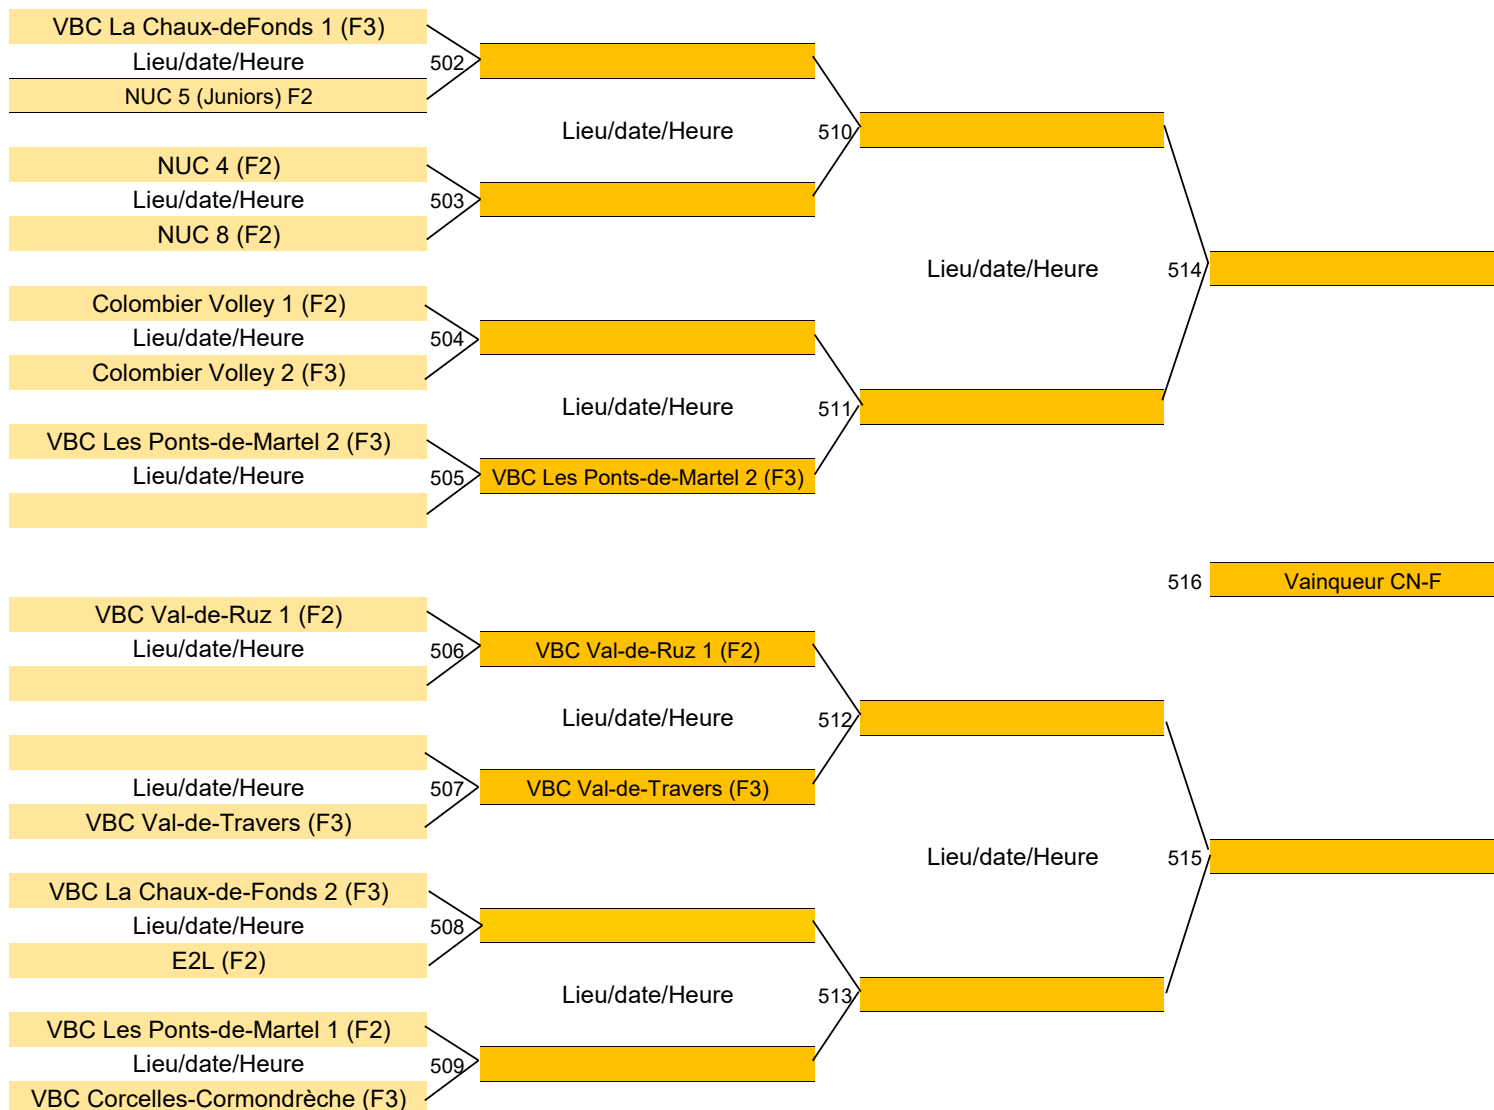 VBC La Chaux-deFonds 1 (F3)
Lieu/date/Heure
502
NUC 5 (Juniors) F2
Lieu/date/Heure
510
NUC 4 (F2)
Lieu/date/Heure
503
NUC 8 (F2)
Lieu/date/Heure
514
Colombier Volley 1 (F2)
Lieu/date/Heure
504
Colombier Volley 2 (F3)
Lieu/date/Heure
511
VBC Les Ponts-de-Martel 2 (F3)
Lieu/date/Heure
505
VBC Les Ponts-de-Martel 2 (F3)
516
Vainqueur CN-F
VBC Val-de-Ruz 1 (F2)
Lieu/date/Heure
506
VBC Val-de-Ruz 1 (F2)
Lieu/date/Heure
512
Lieu/date/Heure
507
VBC Val-de-Travers (F3)
VBC Val-de-Travers (F3)
Lieu/date/Heure
515
VBC La Chaux-de-Fonds 2 (F3)
Lieu/date/Heure
508
E2L (F2)
Lieu/date/Heure
513
VBC Les Ponts-de-Martel 1 (F2)
Lieu/date/Heure
509
VBC Corcelles-Cormondrèche (F3)